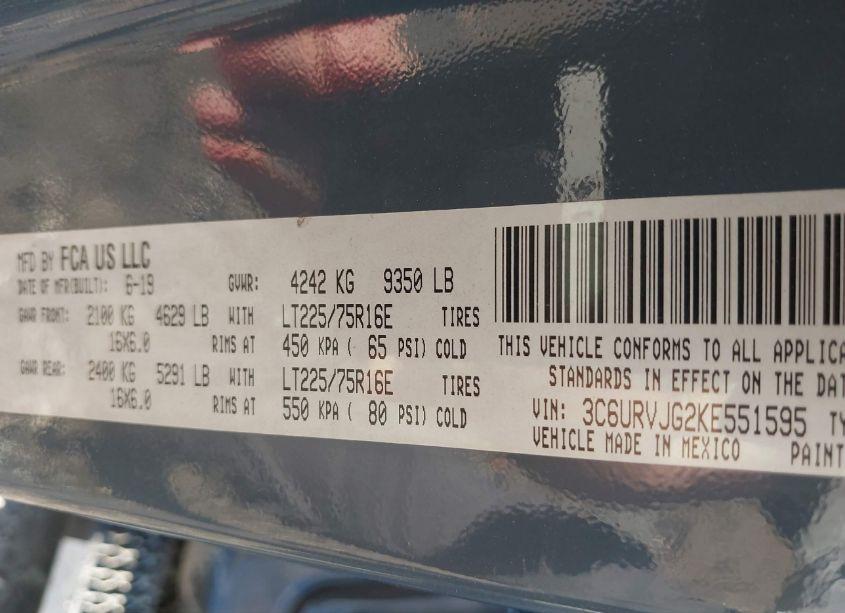 MFD BY FCA US LLC
DATE OF MFR(BUILT): 6-19 GVWR: 4242 KG 9350 LB
GAWR FRONT: 2100 KG 4629 LB WITH LT225/75R16E TIRES
16X6.0 RIMS AT 450 KPA ( 65 PSI) COLD
GAWR REAR: 2400 KG 5291 LB WITH LT225/75R16E TIRES
16X6.0 RIMS AT 550 KPA ( 80 PSI) COLD
THIS VEHICLE CONFORMS TO ALL APPLICA
STANDARDS IN EFFECT ON THE DAT
VIN: 3C6URVJG2KE551595 TY
VEHICLE MADE IN MEXICO PAINT